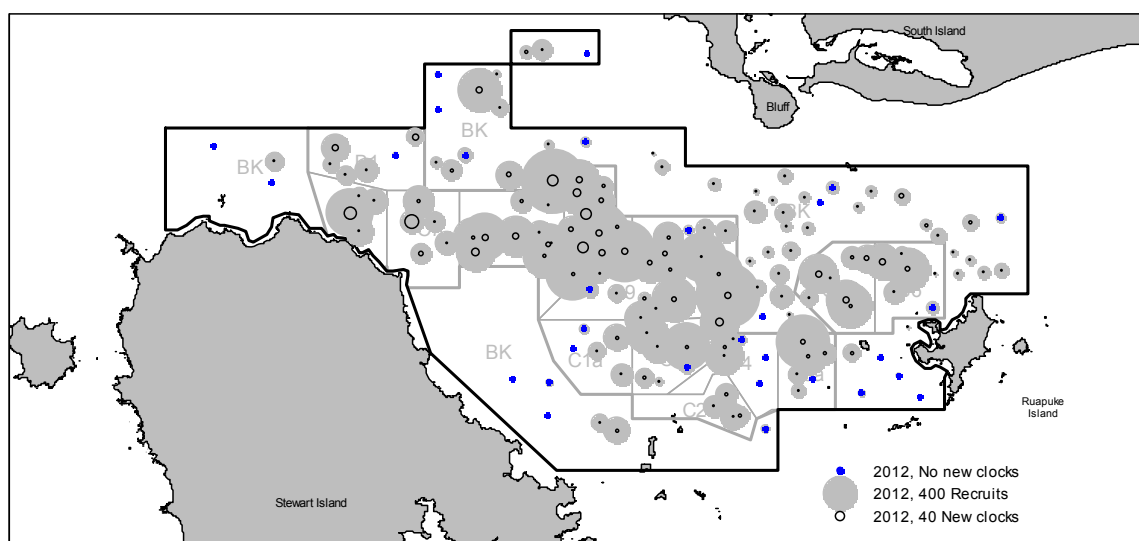 South Island
Bluff
BK
BK
BK
BK
C1a
C2
Ruapuke
Island
Stewart Island
2012, No new clocks
2012, 400 Recruits
2012, 40 New clocks